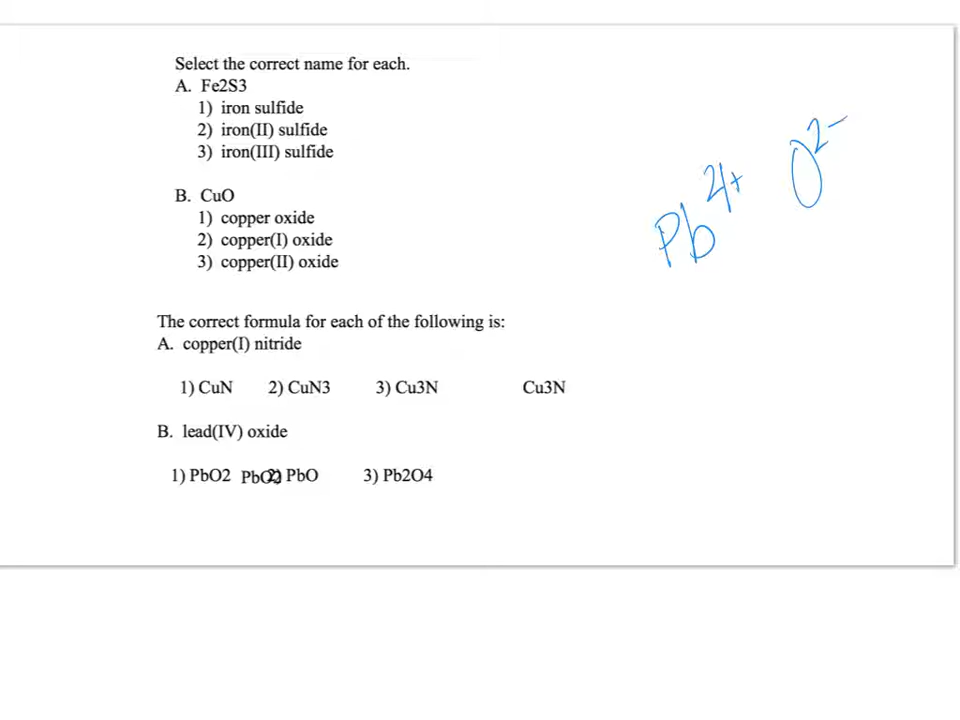 Select the correct name for each.
A. Fe2S3
1) iron sulfide
2) iron(II) sulfide
3) iron(III) sulfide
B. CuO
1) copper oxide
2) copper(I) oxide
3) copper(II) oxide
Pb4+ O2-
The correct formula for each of the following is:
A. copper(I) nitride
1) CuN 2) CuN3 3) Cu3N Cu3N
B. lead(IV) oxide
1) PbO2 PbO2 2) PbO 3) Pb2O4